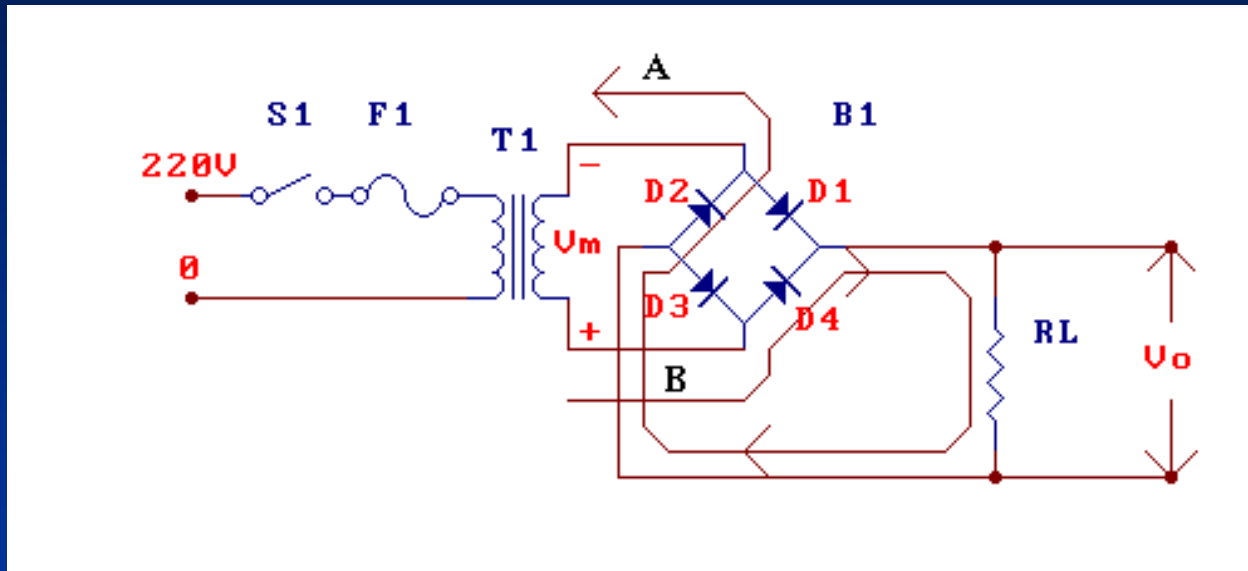 A
S1 F1 B1
T1
220V
−
D2 D1
Vm
0
D3 D4
+
RL
Vo
B